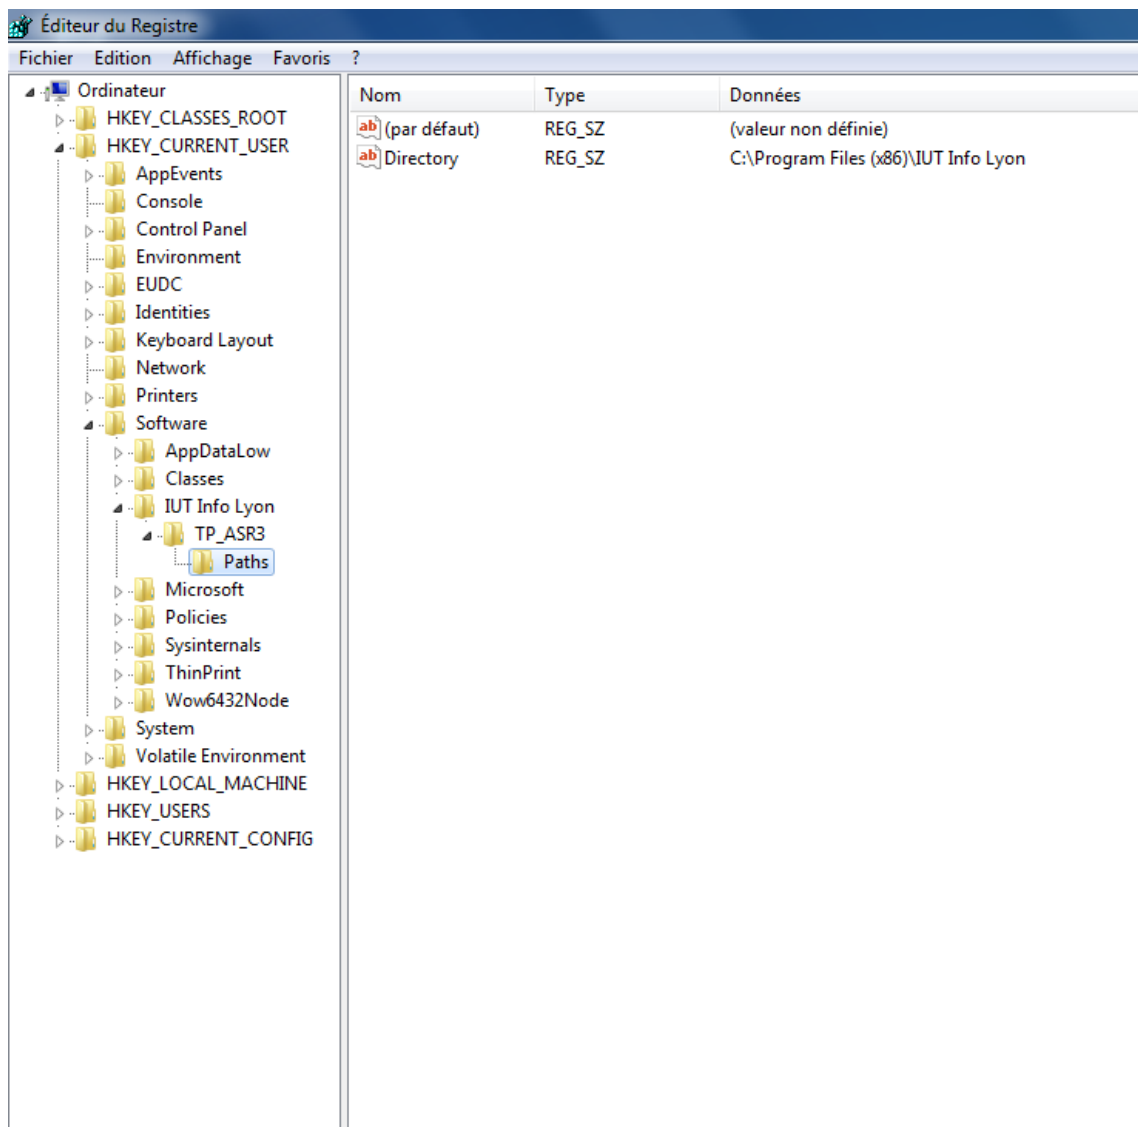 Éditeur du Registre
Fichier Edition Affichage Favoris ?
Ordinateur
HKEY_CLASSES_ROOT
HKEY_CURRENT_USER
AppEvents
Console
Control Panel
Environment
EUDC
Identities
Keyboard Layout
Network
Printers
Software
AppDataLow
Classes
IUT Info Lyon
TP_ASR3
Paths
Microsoft
Policies
Sysinternals
ThinPrint
Wow6432Node
System
Volatile Environment
HKEY_LOCAL_MACHINE
HKEY_USERS
HKEY_CURRENT_CONFIG
Nom Type Données
ab (par défaut) REG_SZ (valeur non définie)
ab Directory REG_SZ C:\Program Files (x86)\IUT Info Lyon